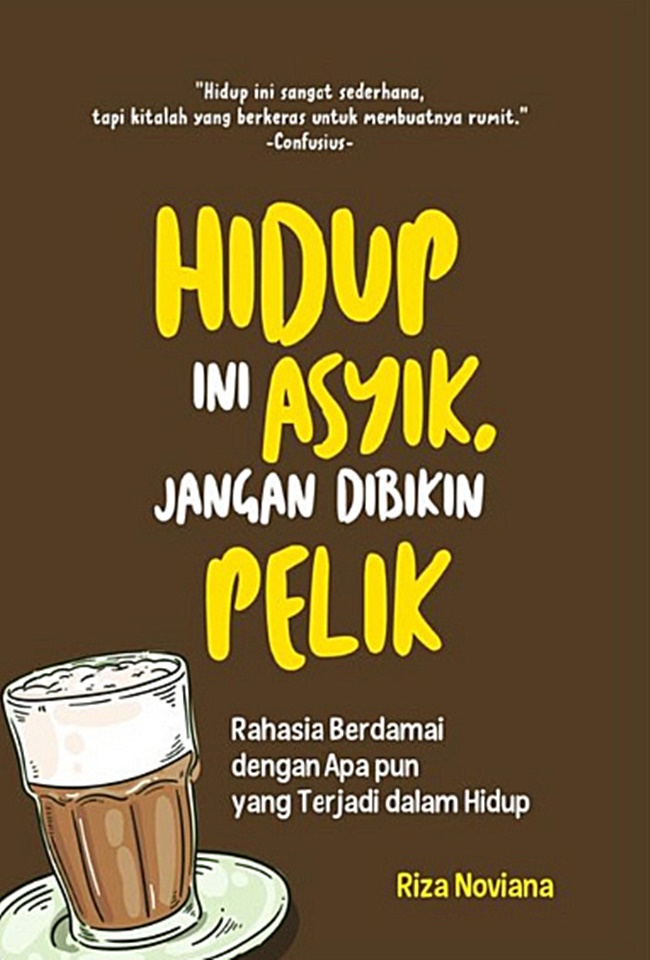 "Hidup ini sangat sederhana,
tapi kitalah yang berkeras untuk membuatnya rumit."
-Confusius-
HIDUP
INI ASYIK,
JANGAN DIBIKIN
PELIK
Rahasia Berdamai
dengan Apa pun
yang Terjadi dalam Hidup
Riza Noviana